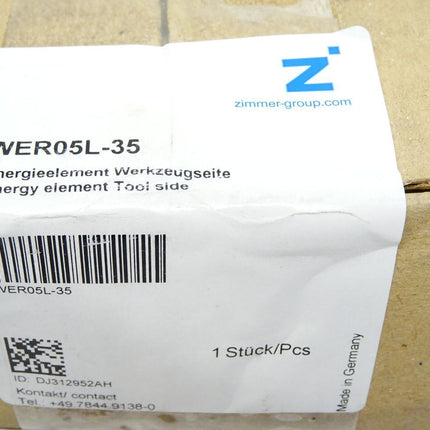 Z
zimmer-group.com
WER05L-35
nergieelement Werkzeugseite
nergy element Tool side
WER05L-35
1 Stück/Pcs
Made in Germany
ID: DJ312952AH
Kontakt/ contact
Tel.: +49 7844 9138-0